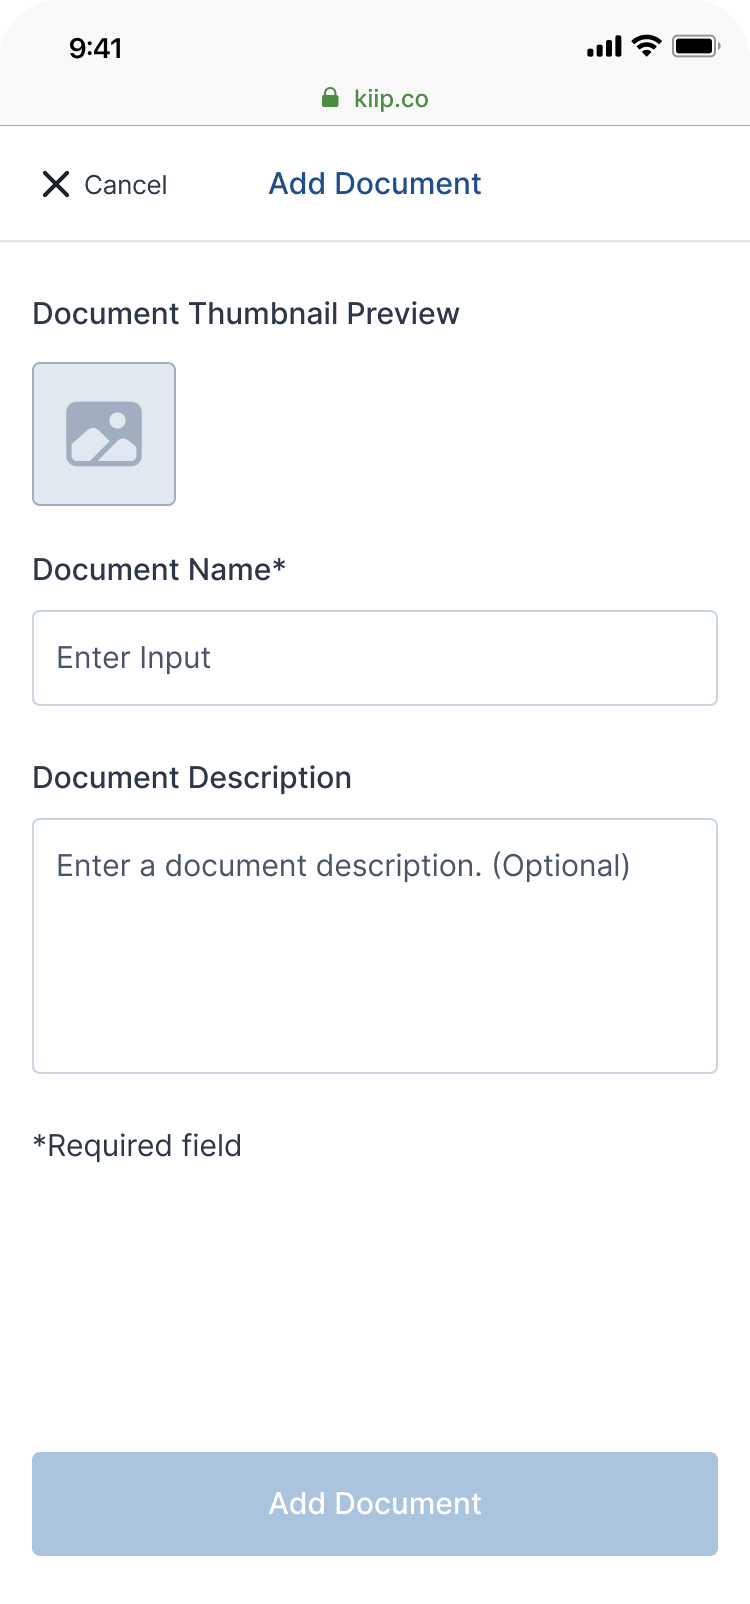 9:41
kiip.co
Cancel
Add Document
Document Thumbnail Preview
Document Name*
Enter Input
Document Description
Enter a document description. (Optional)
*Required field
Add Document